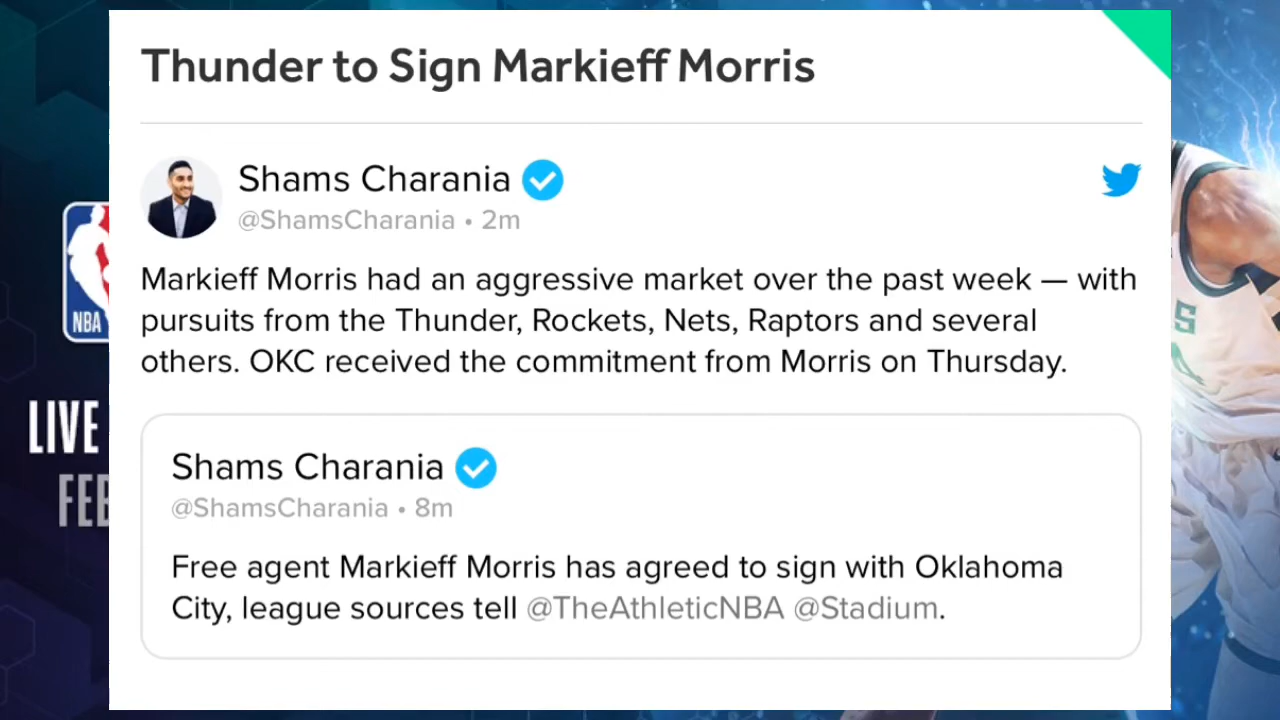 Thunder to Sign Markieff Morris
Shams Charania
@ShamsCharania • 2m
Markieff Morris had an aggressive market over the past week — with
pursuits from the Thunder, Rockets, Nets, Raptors and several
others. OKC received the commitment from Morris on Thursday.
Shams Charania
@ShamsCharania • 8m
Free agent Markieff Morris has agreed to sign with Oklahoma
City, league sources tell @TheAthleticNBA @Stadium.
NBA
LIVE
FEB